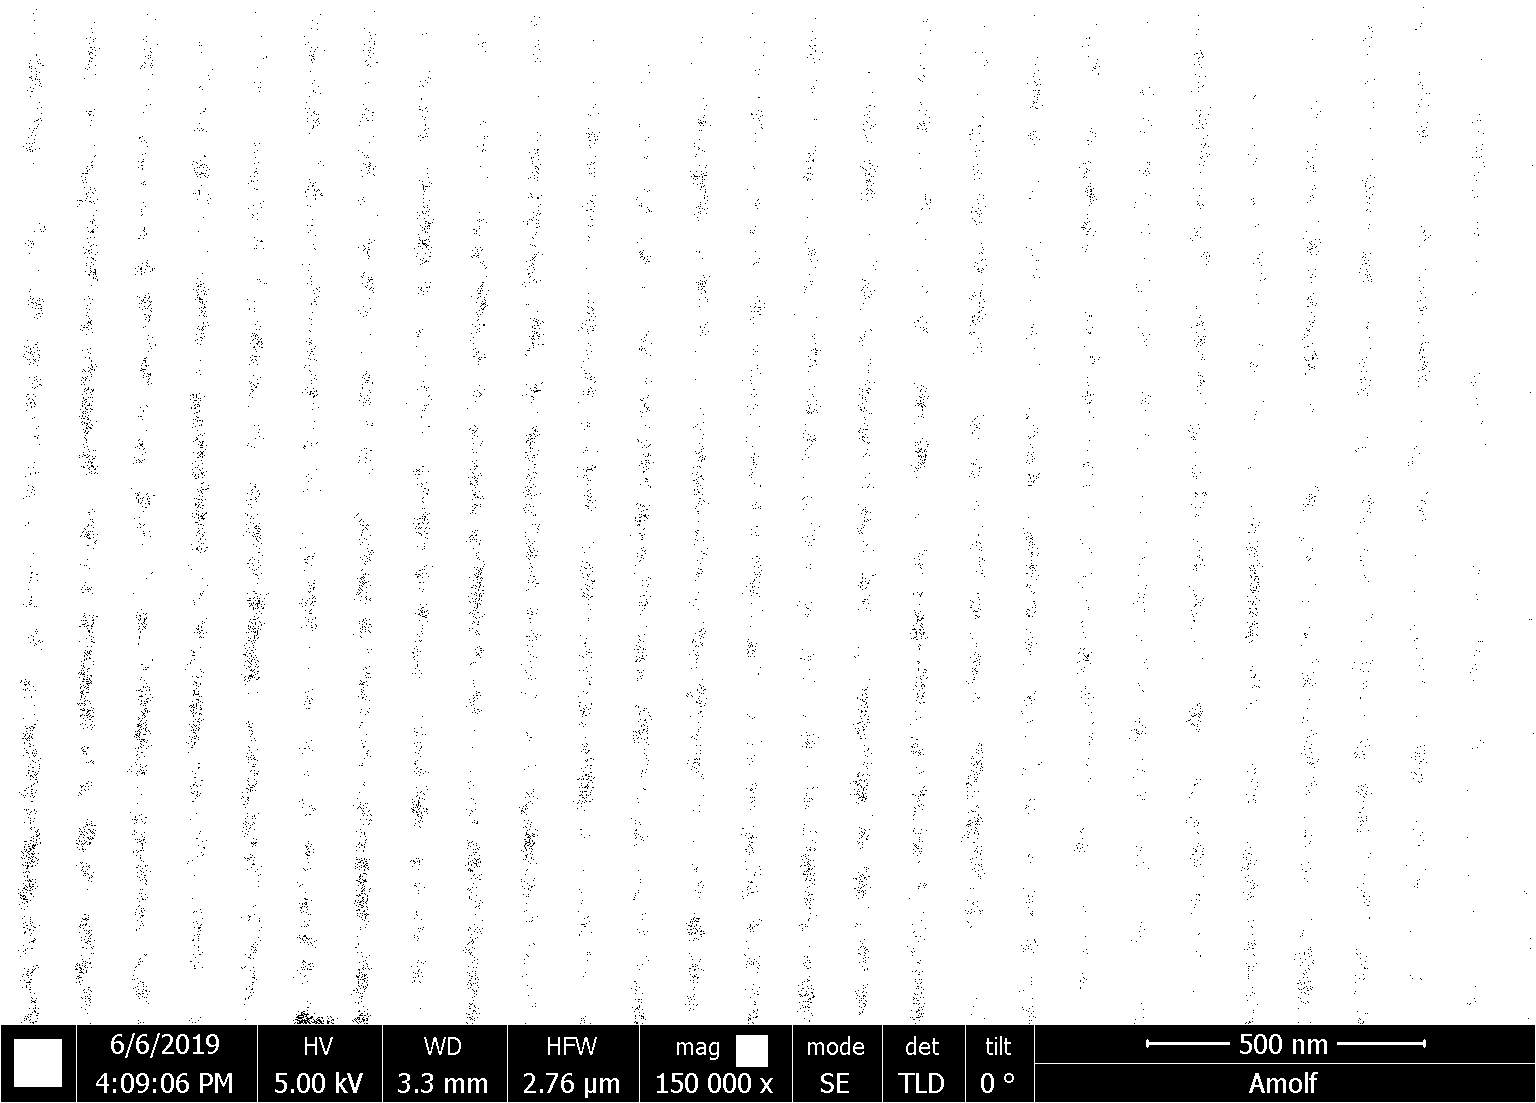 6/6/2019
4:09:06 PM
HV
5.00 kV
WD
3.3 mm
HFW
2.76 µm
mag
150 000 x
mode
SE
det
TLD
tilt
0 °
500 nm
Amolf